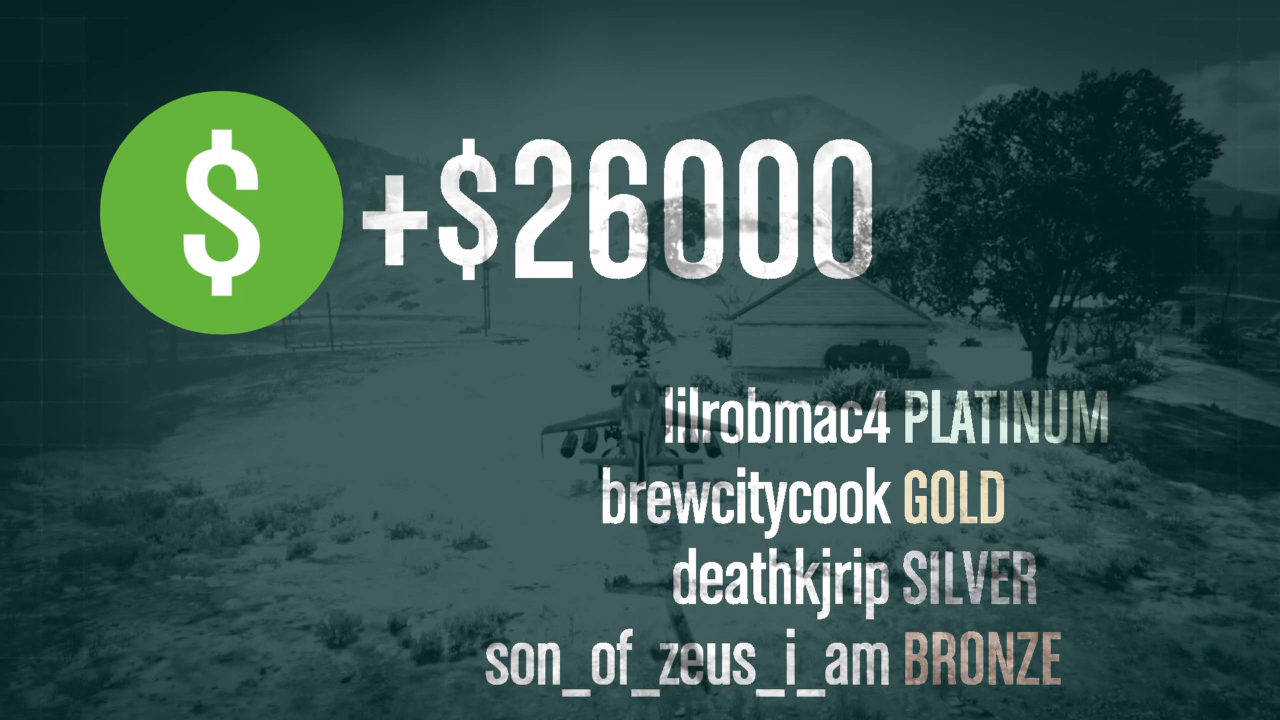 $ +$26000
lilrobmac4 PLATINUM
brewcitycook GOLD
deathkjrip SILVER
son_of_zeus_i_am BRONZE